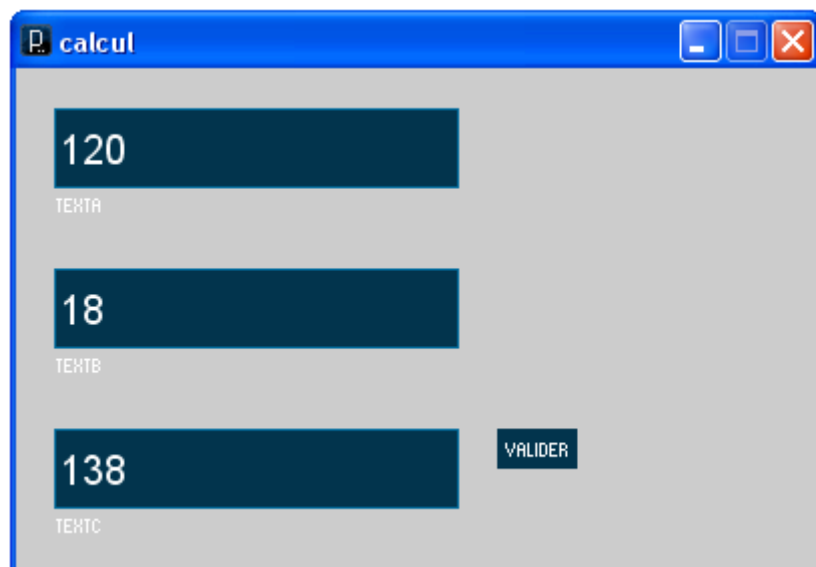 calcul
120
TEXTA
18
TEXTB
138
VALIDER
TEXTC